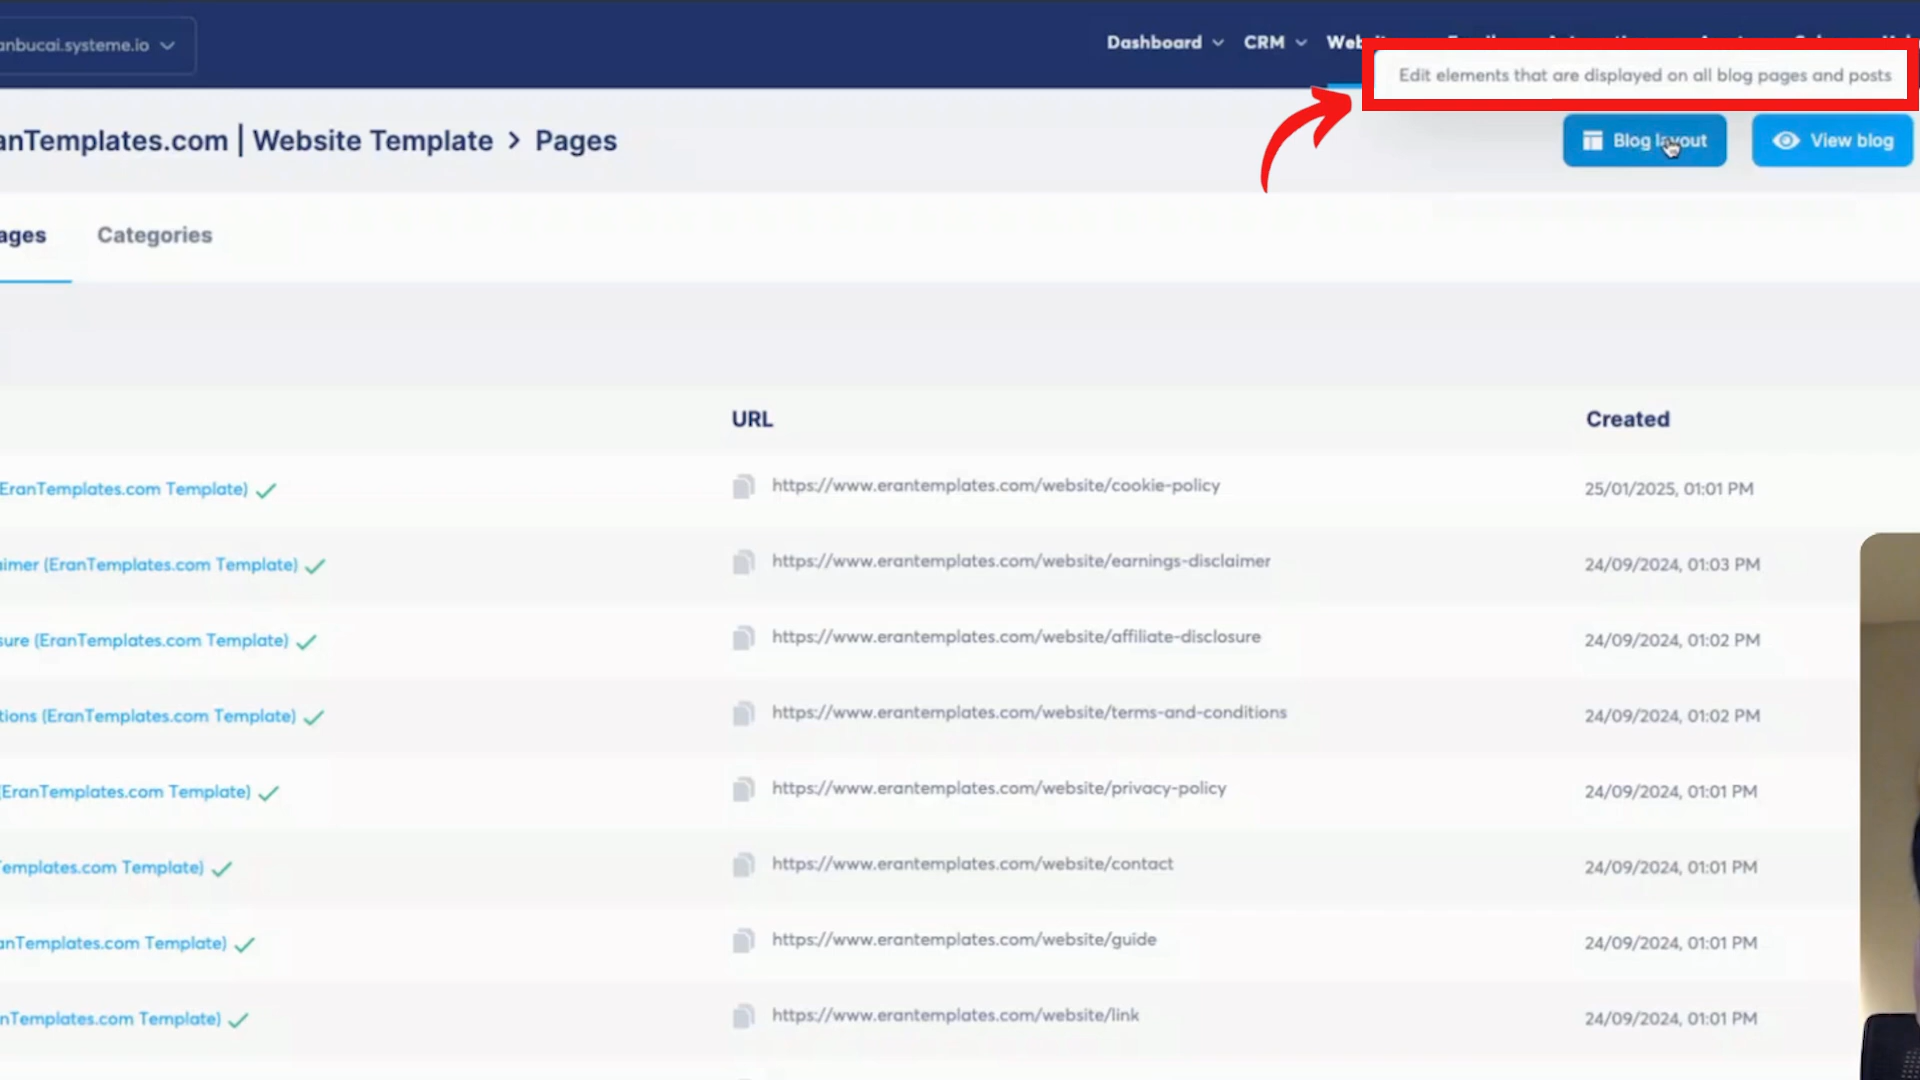 anbucai.systeme.io
Dashboard CRM
Edit elements that are displayed on all blog pages and posts
anTemplates.com | Website Template > Pages
Blog layout View blog
ages Categories
URL Created
EranTemplates.com Template) https://www.erantemplates.com/website/cookie-policy 25/01/2025, 01:01 PM
imer (EranTemplates.com Template) https://www.erantemplates.com/website/earnings-disclaimer 24/09/2024, 01:03 PM
sure (EranTemplates.com Template) https://www.erantemplates.com/website/affiliate-disclosure 24/09/2024, 01:02 PM
tions (EranTemplates.com Template) https://www.erantemplates.com/website/terms-and-conditions 24/09/2024, 01:02 PM
(EranTemplates.com Template) https://www.erantemplates.com/website/privacy-policy 24/09/2024, 01:01 PM
Templates.com Template) https://www.erantemplates.com/website/contact 24/09/2024, 01:01 PM
anTemplates.com Template) https://www.erantemplates.com/website/guide 24/09/2024, 01:01 PM
nTemplates.com Template) https://www.erantemplates.com/website/link 24/09/2024, 01:01 PM